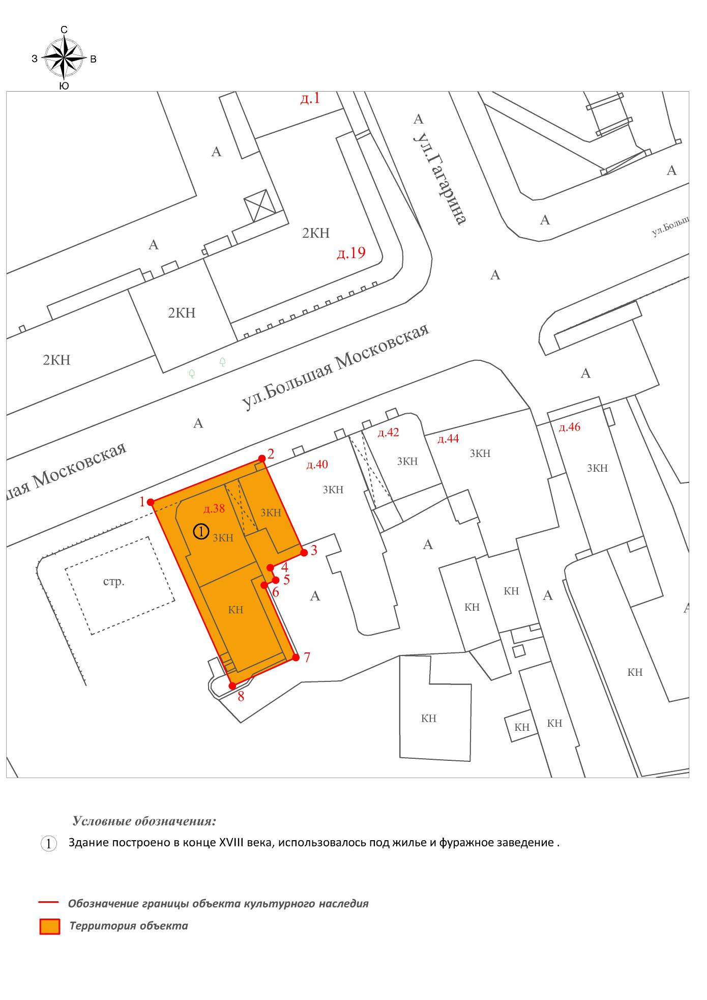 С
З В
Ю
д.1
А
ул.Гагарина
А
А
А
ул.Больш
2КН
А
д.19
А
2КН
ул.Большая Московская
2КН
А
А
д.42
д.46
д.44
шая Московская
2
3КН
3КН
д.40
3КН
3КН
1
д.38
3КН
1
3КН
А
3
4
5
стр.
6
А
КН
А
КН
КН
7
КН
8
КН
КН
КН
Условные обозначения:
1 Здание построено в конце XVIII века, использовалось под жилье и фуражное заведение .
Обозначение границы объекта культурного наследия
Территория объекта